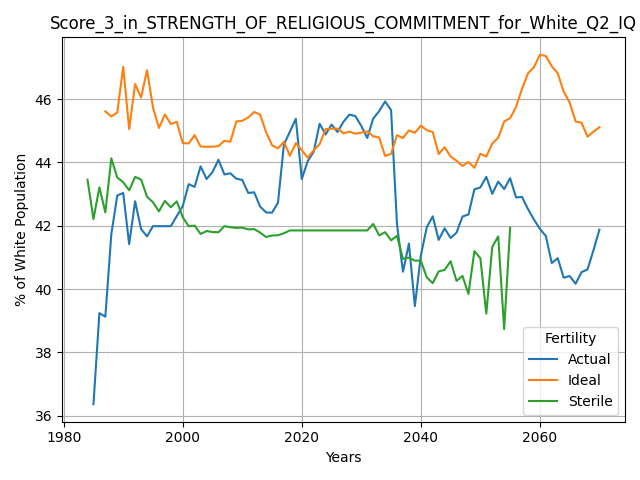 Score_3_in_STRENGTH_OF_RELIGIOUS_COMMITMENT_for_White_Q2_IQ
% of White Population
46
44
42
40
38
36
1980
2000
2020
2040
2060
Years
Fertility
Actual
Ideal
Sterile